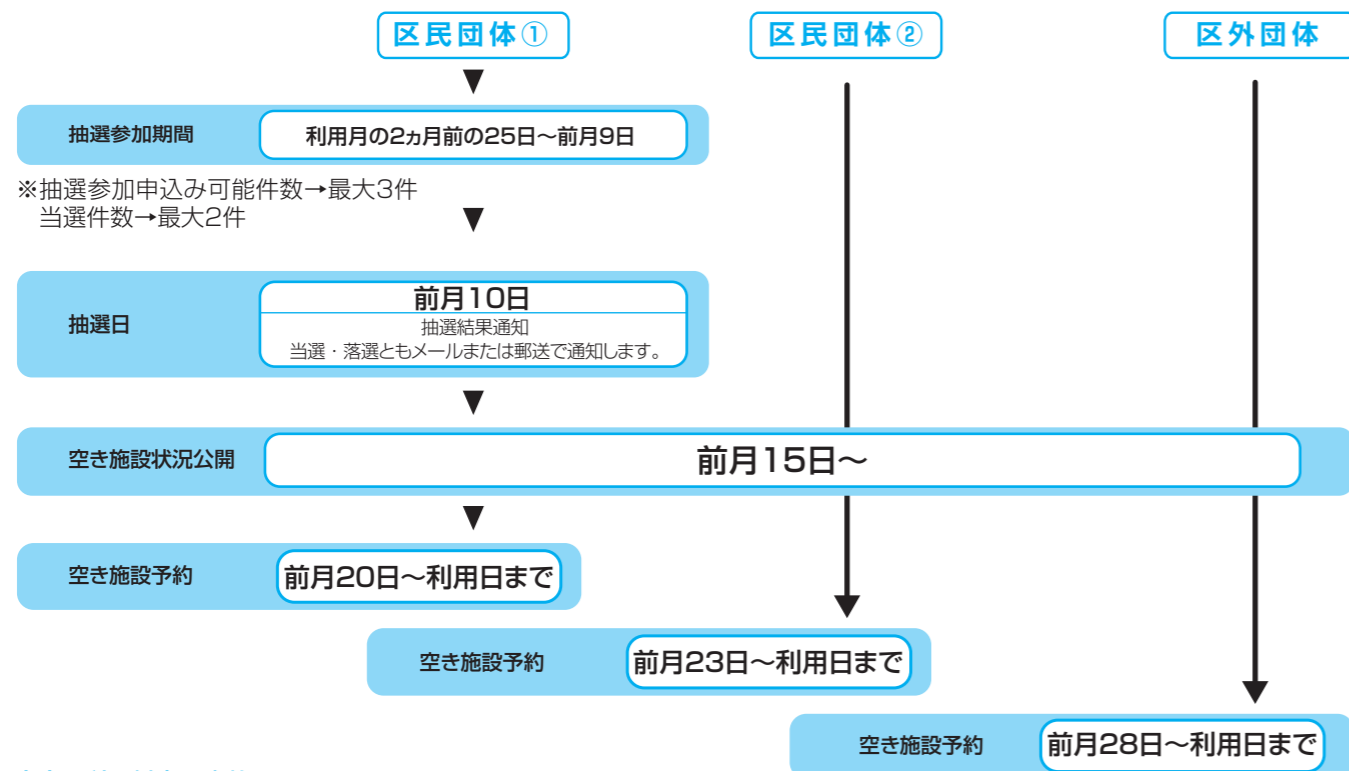 区民団体①
区民団体②
区外団体
抽選参加期間
利用月の2ヵ月前の25日～前月9日
※抽選参加申込み可能件数→最大3件
当選件数→最大2件
抽選日
前月10日
抽選結果通知
当選・落選ともメールまたは郵送で通知します。
空き施設状況公開
前月15日～
空き施設予約
前月20日～利用日まで
空き施設予約
前月23日～利用日まで
空き施設予約
前月28日～利用日まで